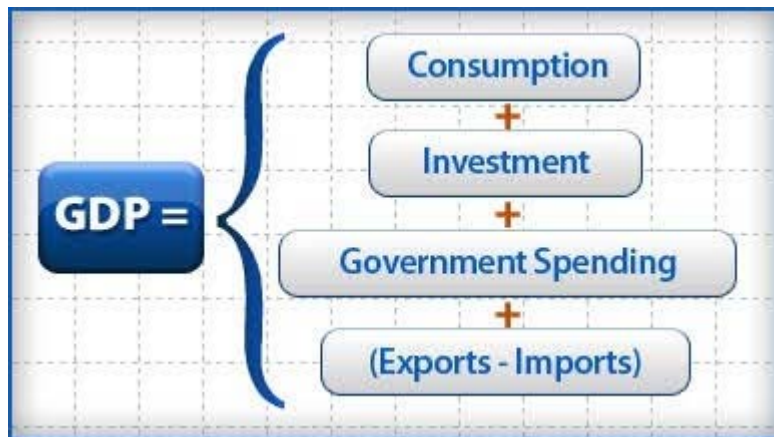 GDP =
Consumption
+
Investment
+
Government Spending
+
(Exports - Imports)